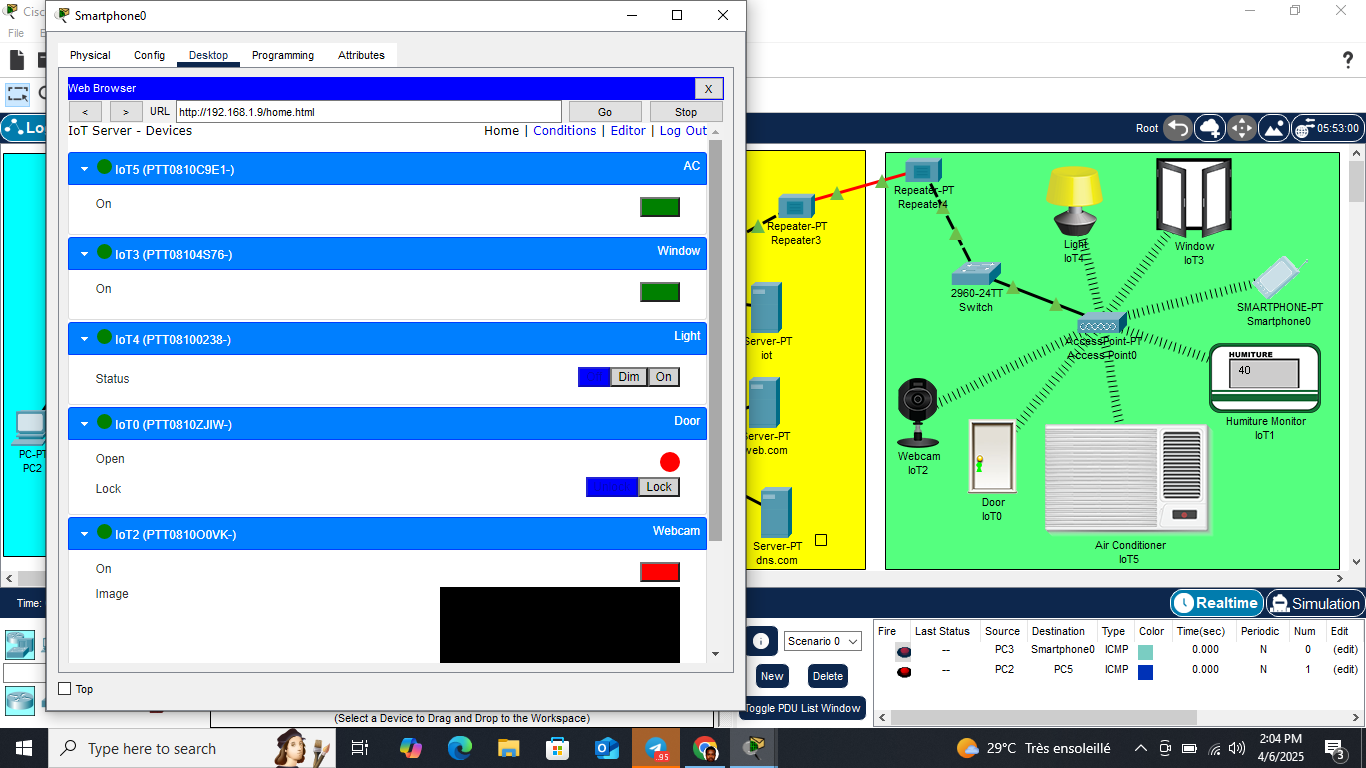 Cisc
Smartphone0
File
E
Physical
Config
Desktop
Programming
Attributes
Web Browser
X
<
>
URL
http://192.168.1.9/home.html
Go
Stop
IoT Server - Devices
Home | Conditions | Editor | Log Out
IoT5 (PTT0810C9E1-)
AC
On
IoT3 (PTT08104S76-)
Window
On
IoT4 (PTT08100238-)
Light
Status
Dim
On
IoT0 (PTT0810ZJIW-)
Door
Open
Lock
Lock
IoT2 (PTT0810O0VK-)
Webcam
On
Image
Top
?
Lo
Root
05:53:00
PC-PT
PC2
Repeater-PT
Repeater3
Repeater-PT
Repeater4
Server-PT
iot
Server-PT
veb.com
Server-PT
dns.com
2960-24TT
Switch
Light
IoT4
Window
IoT3
SMARTPHONE-PT
Smartphone0
AccessPoint-PT
Access Point0
HUMITURE
40
Humiture Monitor
IoT1
Webcam
IoT2
Door
IoT0
Air Conditioner
IoT5
Time:
Realtime
Simulation
Scenario 0
New
Delete
Toggle PDU List Window
Fire Last Status Source Destination Type Color Time(sec) Periodic Num Edit
-- PC3 Smartphone0 ICMP 0.000 N 0 (edit)
-- PC2 PC5 ICMP 0.000 N 1 (edit)
(Select a Device to Drag and Drop to the Workspace)
Type here to search
.95
29°C Très ensoleillé
2:04 PM
4/6/2025
3